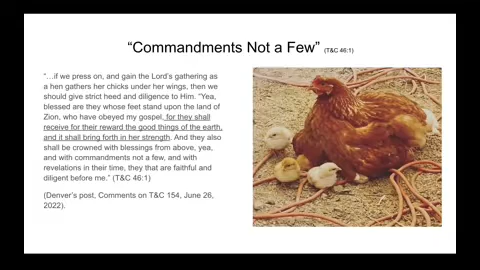 “Commandments Not a Few” (T&C 46:1)
“…if we press on, and gain the Lord’s gathering as
a hen gathers her chicks under her wings, then we
should give strict heed and diligence to Him. “Yea,
blessed are they whose feet stand upon the land of
Zion, who have obeyed my gospel, for they shall
receive for their reward the good things of the earth,
and it shall bring forth in her strength. And they also
shall be crowned with blessings from above, yea,
and with commandments not a few, and with
revelations in their time, they that are faithful and
diligent before me.” (T&C 46:1)
(Denver’s post, Comments on T&C 154, June 26,
2022).